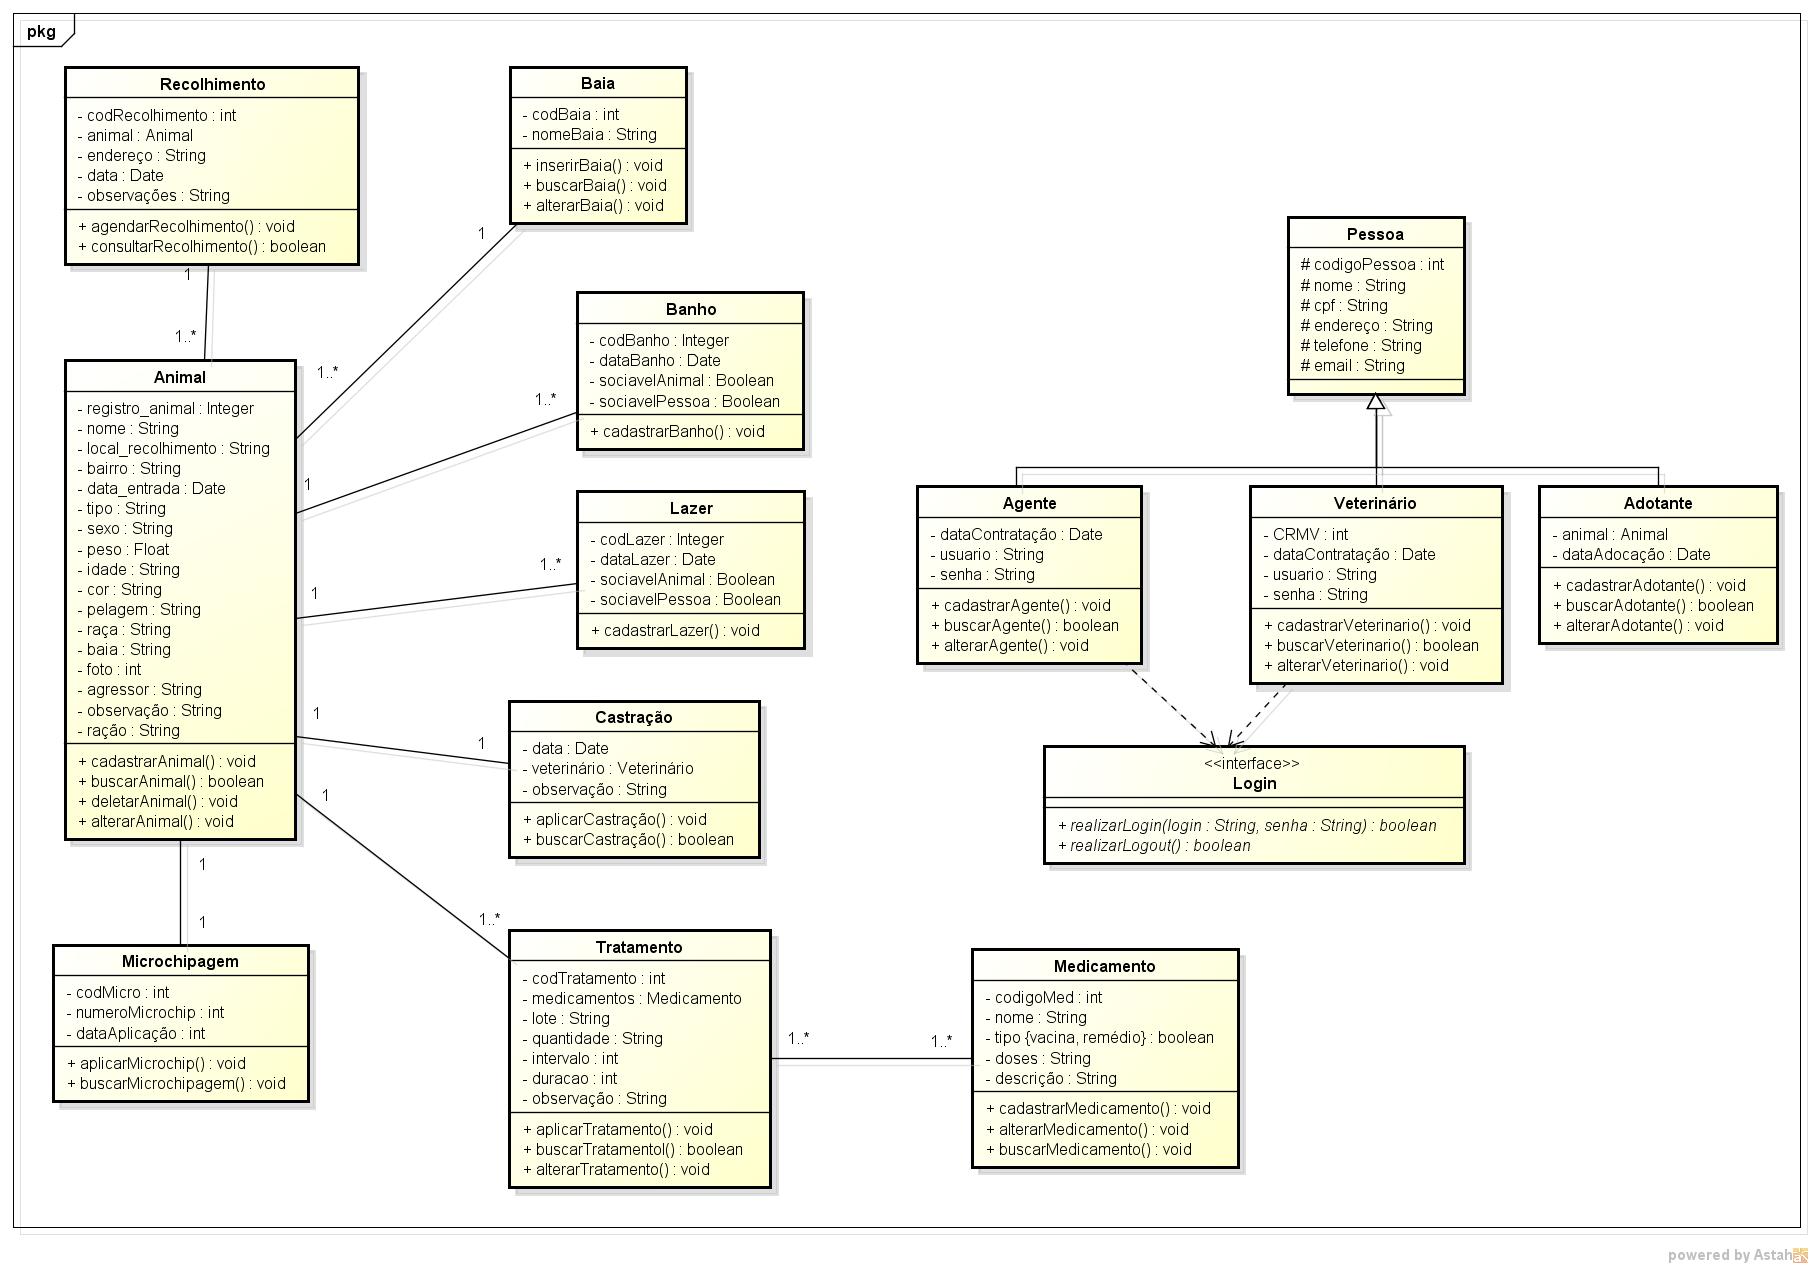 pkg
Recolhimento
- codRecolhimento : int
- animal : Animal
- endereço : String
- data : Date
- observações : String
+ agendarRecolhimento() : void
+ consultarRecolhimento() : boolean
1
1..*
Baia
- codBaia : int
- nomeBaia : String
+ inserirBaia() : void
+ buscarBaia() : void
+ alterarBaia() : void
1
1..*
Banho
- codBanho : Integer
- dataBanho : Date
- sociavelAnimal : Boolean
- sociavelPessoa : Boolean
+ cadastrarBanho() : void
1..*
1
Lazer
- codLazer : Integer
- dataLazer : Date
- sociavelAnimal : Boolean
- sociavelPessoa : Boolean
+ cadastrarLazer() : void
1..*
1
Animal
- registro_animal : Integer
- nome : String
- local_recolhimento : String
- bairro : String
- data_entrada : Date
- tipo : String
- sexo : String
- peso : Float
- idade : String
- cor : String
- pelagem : String
- raça : String
- baia : String
- foto : int
- agressor : String
- observação : String
- ração : String
+ cadastrarAnimal() : void
+ buscarAnimal() : boolean
+ deletarAnimal() : void
+ alterarAnimal() : void
1
1
Castração
- data : Date
- veterinário : Veterinário
- observação : String
+ aplicarCastração() : void
+ buscarCastração() : boolean
1
1..*
1
1
Microchipagem
- codMicro : int
- numeroMicrochip : int
- dataAplicação : int
+ aplicarMicrochip() : void
+ buscarMicrochipagem() : void
Tratamento
- codTratamento : int
- medicamentos : Medicamento
- lote : String
- quantidade : String
- intervalo : int
- duracao : int
- observação : String
+ aplicarTratamento() : void
+ buscarTratamentol() : boolean
+ alterarTratamento() : void
1..*
1..*
Medicamento
- codigoMed : int
- nome : String
- tipo {vacina, remédio} : boolean
- doses : String
- descrição : String
+ cadastrarMedicamento() : void
+ alterarMedicamento() : void
+ buscarMedicamento() : void
Pessoa
# codigoPessoa : int
# nome : String
# cpf : String
# endereço : String
# telefone : String
# email : String
Agente
- dataContratação : Date
- usuario : String
- senha : String
+ cadastrarAgente() : void
+ buscarAgente() : boolean
+ alterarAgente() : void
Veterinário
- CRMV : int
- dataContratação : Date
- usuario : String
- senha : String
+ cadastrarVeterinario() : void
+ buscarVeterinario() : boolean
+ alterarVeterinario() : void
Adotante
- animal : Animal
- dataAdocação : Date
+ cadastrarAdotante() : void
+ buscarAdotante() : boolean
+ alterarAdotante() : void
<<interface>>
Login
+ realizarLogin(login : String, senha : String) : boolean
+ realizarLogout() : boolean
powered by Astah